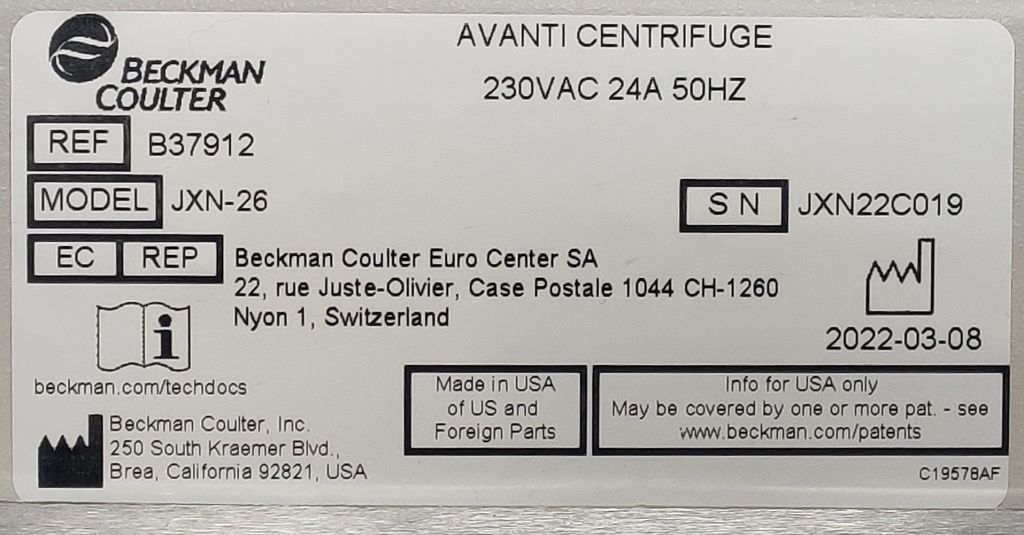 BECKMAN
COULTER
AVANTI CENTRIFUGE
230VAC 24A 50HZ
REF B37912
MODEL JXN-26
S N JXN22C019
EC REP Beckman Coulter Euro Center SA
22, rue Juste-Olivier, Case Postale 1044 CH-1260
Nyon 1, Switzerland
2022-03-08
i
beckman.com/techdocs
Beckman Coulter, Inc.
250 South Kraemer Blvd.,
Brea, California 92821, USA
Made in USA
of US and
Foreign Parts
Info for USA only
May be covered by one or more pat. - see
www.beckman.com/patents
C19578AF